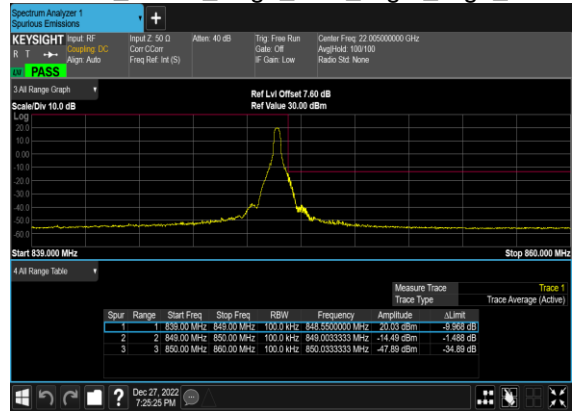 Spectrum Analyzer 1
Spurious Emissions
+
KEYSIGHT Input: RF Input Z: 50 Ω Atten: 40 dB Trig: Free Run Center Freq: 22.005000000 GHz
R T Coupling: DC Corr CCorr Gate: Off Avg|Hold: 100/100
Align: Auto Freq Ref: Int (S) IF Gain: Low Radio Std: None
PASS
3 All Range Graph
Ref Lvl Offset 7.60 dB
Scale/Div 10.0 dB Ref Value 30.00 dBm
Log
20.0
10.0
0.00
-10.0
-20.0
-30.0
-40.0
-50.0
-60.0
Start 839.000 MHz Stop 860.000 MHz
4 All Range Table
Measure Trace Trace 1
Trace Type Trace Average (Active)
Spur Range Start Freq Stop Freq RBW Frequency Amplitude ΔLimit
1 1 839.00 MHz 849.00 MHz 100.0 kHz 848.5500000 MHz 20.03 dBm -9.968 dB
2 2 849.00 MHz 850.00 MHz 100.0 kHz 849.0033333 MHz -14.49 dBm -1.488 dB
3 3 850.00 MHz 860.00 MHz 100.0 kHz 850.0333333 MHz -47.89 dBm -34.89 dB
? Dec 27, 2022
7:25:25 PM